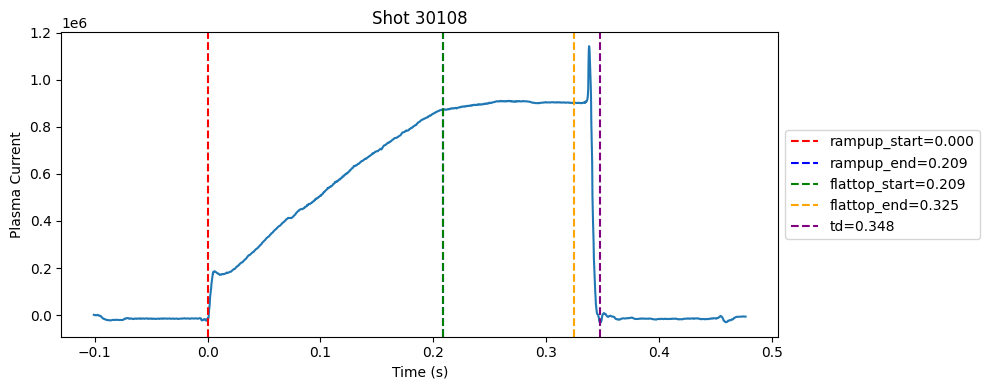 Shot 30108
1e6
1.2
1.0
0.8
0.6
0.4
0.2
0.0
Plasma Current
−0.1
0.0
0.1
0.2
0.3
0.4
0.5
Time (s)
rampup_start=0.000
rampup_end=0.209
flattop_start=0.209
flattop_end=0.325
td=0.348